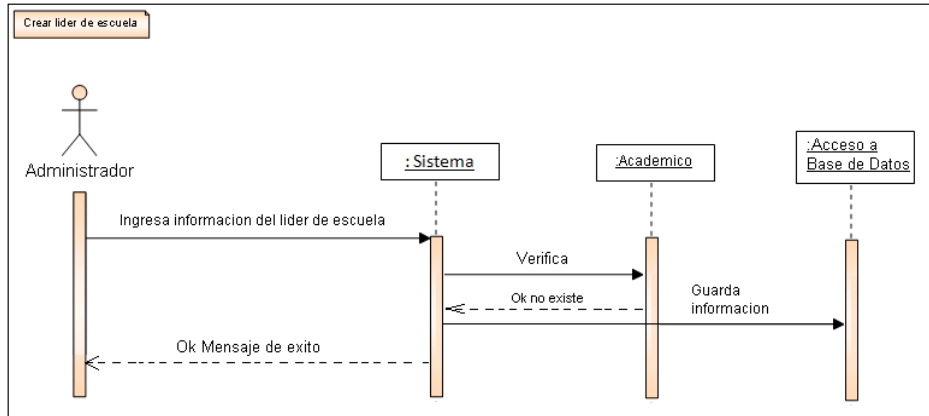 Crear lider de escuela
Administrador
: Sistema
:Academico
:Acceso a
Base de Datos
Ingresa informacion del lider de escuela
Verifica
Ok no existe
Guarda
informacion
Ok Mensaje de exito